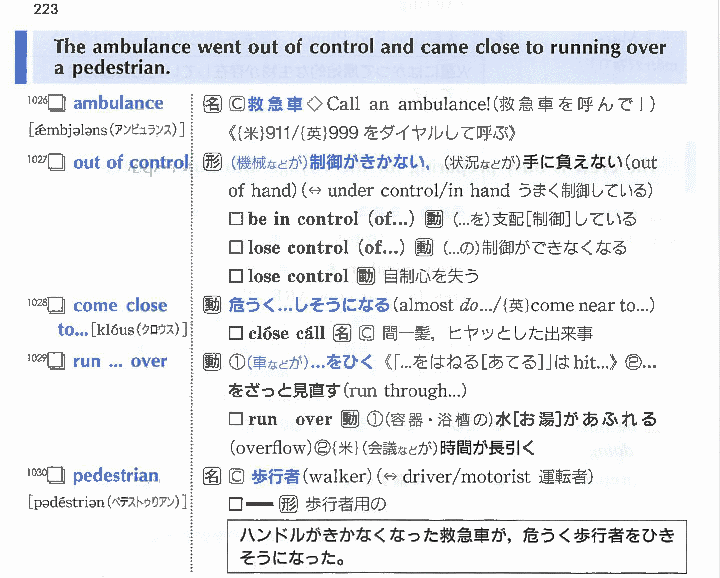 223
The ambulance went out of control and came close to running over
a pedestrian.
1026□ ambulance
[ǽmbjələns(アンビュランス)]
名 C 救急車◇Call an ambulance!(救急車を呼んで！)
《{米}911/{英}999 をダイヤルして呼ぶ》
1027□ out of control
形 (機械などが)制御がきかない，(状況などが)手に負えない(out
of hand)(↔ under control/in hand うまく制御している)
□ be in control (of...) 動 (...を)支配[制御]している
□ lose control (of...) 動 (...の)制御ができなくなる
□ lose control 動 自制心を失う
1028□ come close
to...[klóus(クロウス)]
動 危うく...しそうになる(almost do.../{英}come near to...)
□ clóse cáll 名 C 間一髪，ヒヤッとした出来事
1029□ run ... over
動 ①(車などが)...をひく《「...をはねる[あてる]」はhit...》②...
をざっと見直す(run through...)
□ run over 動 ①(容器・浴槽の)水[お湯]があふれる
(overflow)②{米}(会議などが)時間が長引く
1030□ pedestrian
[pədéstriən(ペデストゥリアン)]
名 C 歩行者(walker)(↔ driver/motorist 運転者)
□━ 形 歩行者用の
ハンドルがきかなくなった救急車が，危うく歩行者をひき
そうになった。